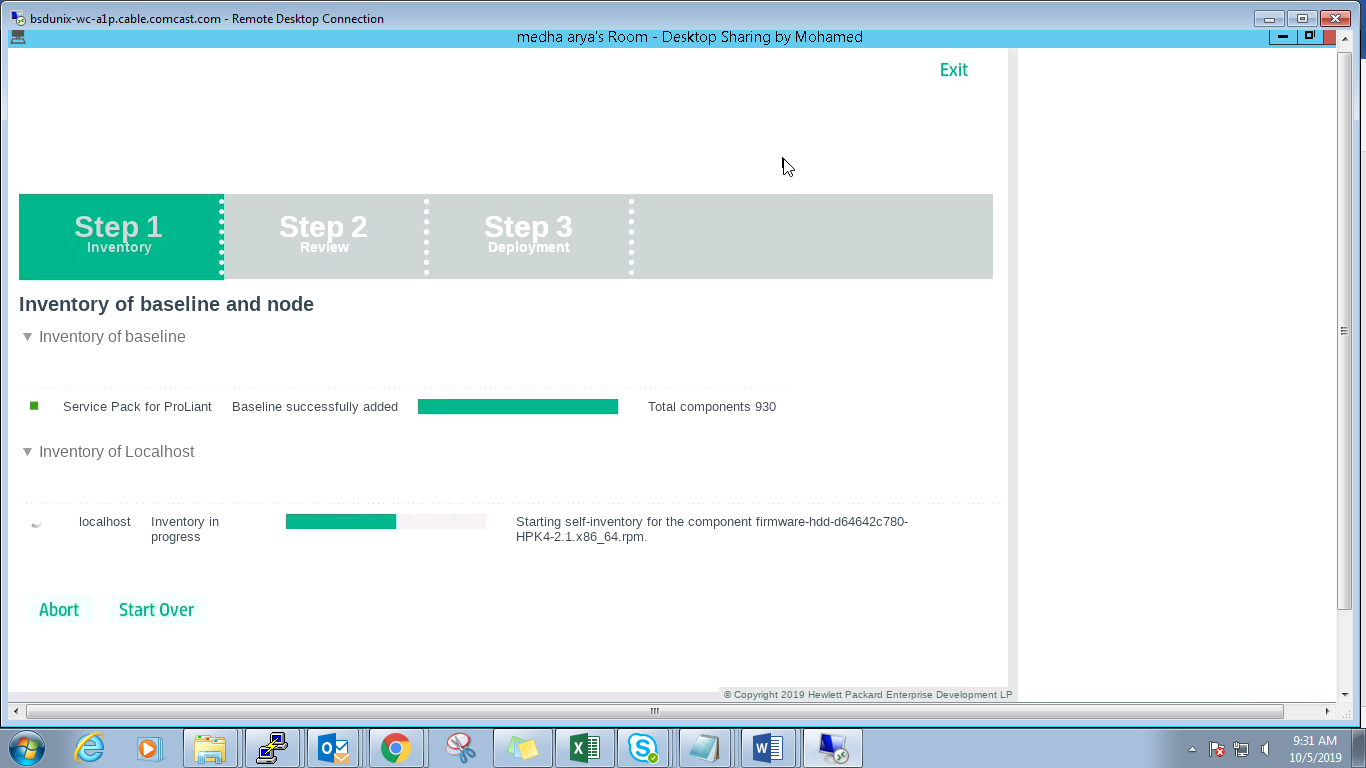 bsdunix-wc-a1p.cable.comcast.com - Remote Desktop Connection
medha arya's Room - Desktop Sharing by Mohamed
Exit
Step 1
Inventory
Step 2
Review
Step 3
Deployment
Inventory of baseline and node
Inventory of baseline
Service Pack for ProLiant Baseline successfully added Total components 930
Inventory of Localhost
localhost Inventory in progress Starting self-inventory for the component firmware-hdd-d64642c780-
HPK4-2.1.x86_64.rpm.
Abort Start Over
© Copyright 2019 Hewlett Packard Enterprise Development LP
9:31 AM
10/5/2019